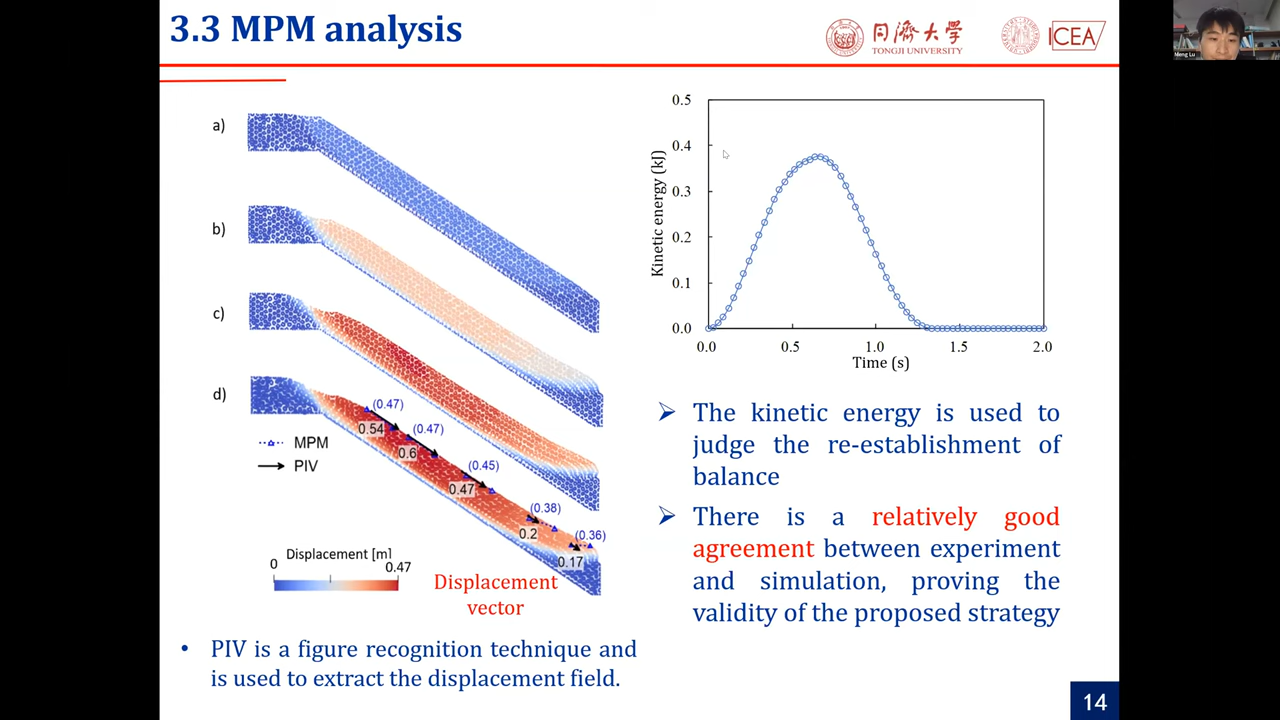 3.3 MPM analysis
同濟大学
TONGJI UNIVERSITY
ICEA
Meng Lu
a)
b)
c)
d)
(0.47)
0.54
(0.47)
0.6
(0.45)
0.47
(0.38)
0.2
(0.36)
0.17
MPM
PIV
Displacement [m]
0
0.47
Displacement
vector
PIV is a figure recognition technique and
is used to extract the displacement field.
Kinetic energy (kJ)
0.5
0.4
0.3
0.2
0.1
0.0
0.0 0.5 1.0 1.5 2.0
Time (s)
The kinetic energy is used to
judge the re-establishment of
balance
There is a relatively good
agreement between experiment
and simulation, proving the
validity of the proposed strategy
14